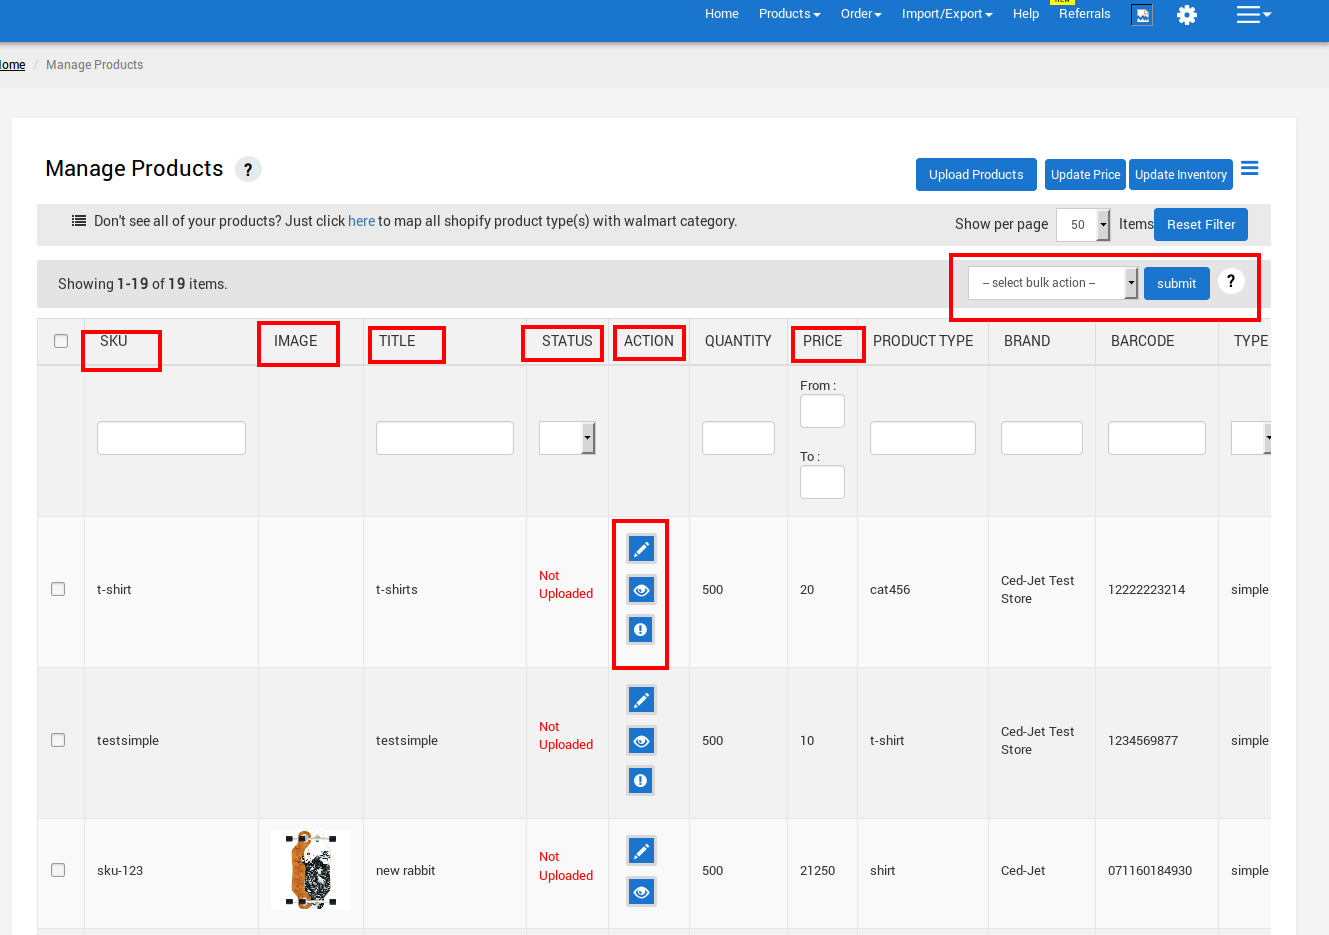 Home Products Order Import/Export Help Referrals
new
Home / Manage Products
Manage Products ?
Upload Products Update Price Update Inventory
Don't see all of your products? Just click here to map all shopify product type(s) with walmart category.
Show per page 50 Items Reset Filter
Showing 1-19 of 19 items.
-- select bulk action -- submit ?
SKU IMAGE TITLE STATUS ACTION QUANTITY PRICE PRODUCT TYPE BRAND BARCODE TYPE
From :
To :
t-shirt t-shirts Not Uploaded 500 20 cat456 Ced-Jet Test Store 12222223214 simple
testsimple testsimple Not Uploaded 500 10 t-shirt Ced-Jet Test Store 1234569877 simple
sku-123 new rabbit Not Uploaded 500 21250 shirt Ced-Jet 071160184930 simple